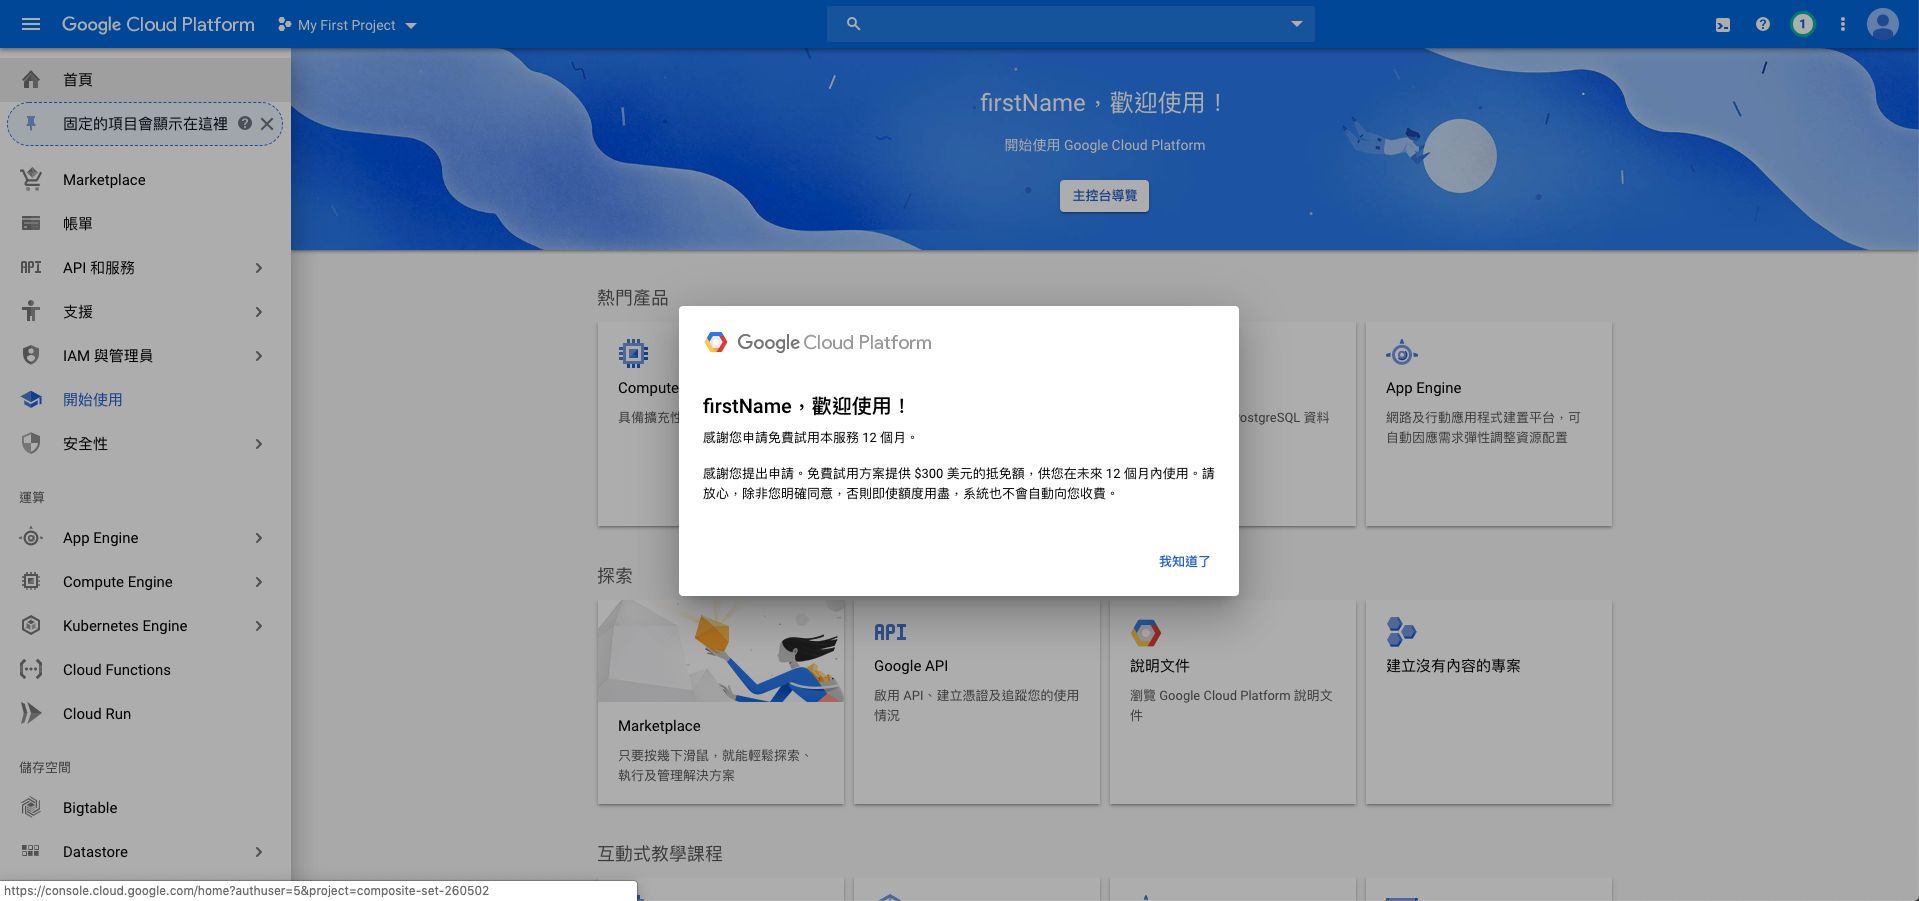 Google Cloud Platform
My First Project
1
首頁
固定的項目會顯示在這裡
Marketplace
帳單
API
API 和服務
支援
IAM 與管理員
開始使用
安全性
運算
App Engine
Compute Engine
Kubernetes Engine
Cloud Functions
Cloud Run
儲存空間
Bigtable
Datastore
https://console.cloud.google.com/home?authuser=5&project=composite-set-260502
firstName，歡迎使用！
開始使用 Google Cloud Platform
主控台導覽
熱門產品
Compute
具備擴充性
ostgreSQL 資料
App Engine
網路及行動應用程式建置平台，可
自動因應需求彈性調整資源配置
Google Cloud Platform
firstName，歡迎使用！
感謝您申請免費試用本服務 12 個月。
感謝您提出申請。免費試用方案提供 $300 美元的抵免額，供您在未來 12 個月內使用。請
放心，除非您明確同意，否則即使額度用盡，系統也不會自動向您收費。
我知道了
探索
Marketplace
只要按幾下滑鼠，就能輕鬆探索、
執行及管理解決方案
API
Google API
啟用 API、建立憑證及追蹤您的使用
情況
說明文件
瀏覽 Google Cloud Platform 說明文
件
建立沒有內容的專案
互動式教學課程